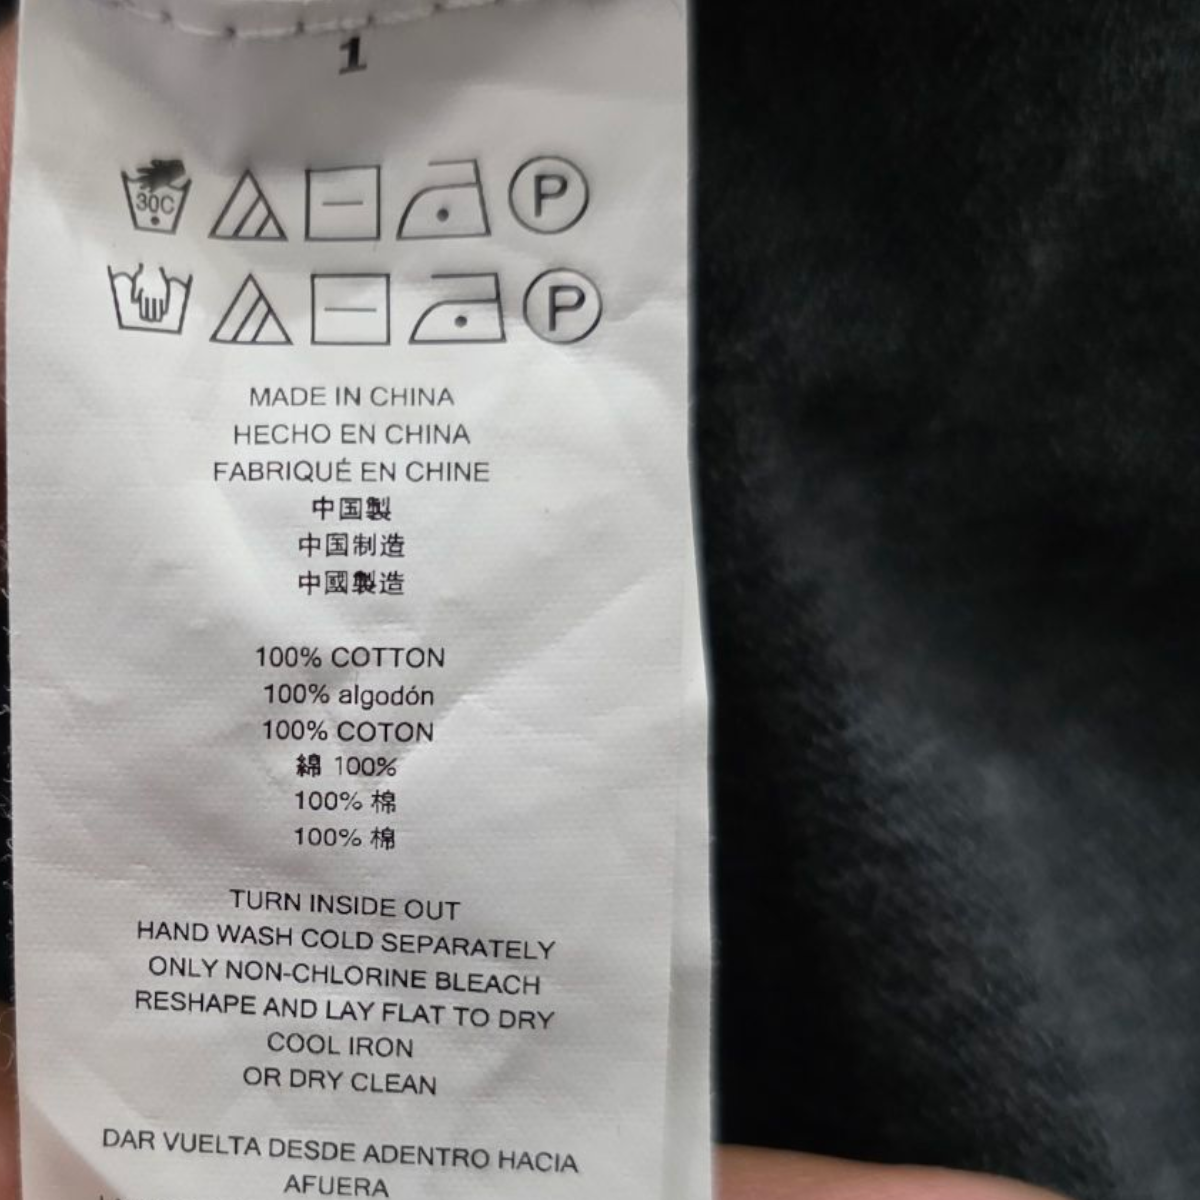 1
30C
P
P
MADE IN CHINA
HECHO EN CHINA
FABRIQUÉ EN CHINE
中国製
中国制造
中國製造
100% COTTON
100% algodón
100% COTON
綿 100%
100% 棉
100% 棉
TURN INSIDE OUT
HAND WASH COLD SEPARATELY
ONLY NON-CHLORINE BLEACH
RESHAPE AND LAY FLAT TO DRY
COOL IRON
OR DRY CLEAN
DAR VUELTA DESDE ADENTRO HACIA
AFUERA